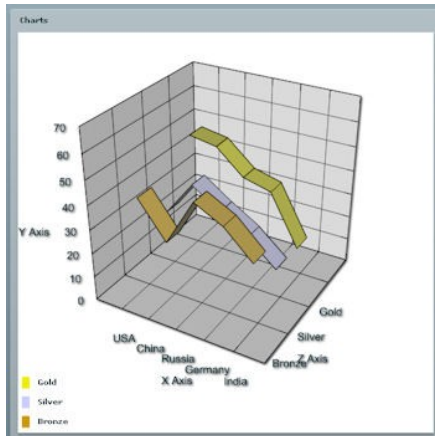 Charts
70
60
50
40
Y Axis
30
20
10
0
Gold
USA
Silver
China
Bronze
Z Axis
Russia
Germany
X Axis
India
Gold
Silver
Bronze